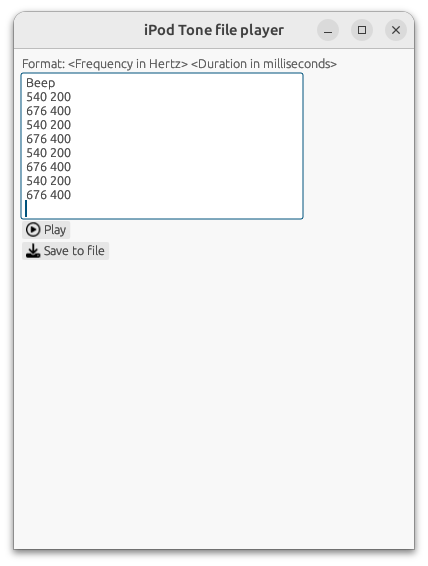 iPod Tone file player
Format: <Frequency in Hertz> <Duration in milliseconds>
Beep
540 200
676 400
540 200
676 400
540 200
676 400
540 200
676 400
Play
Save to file